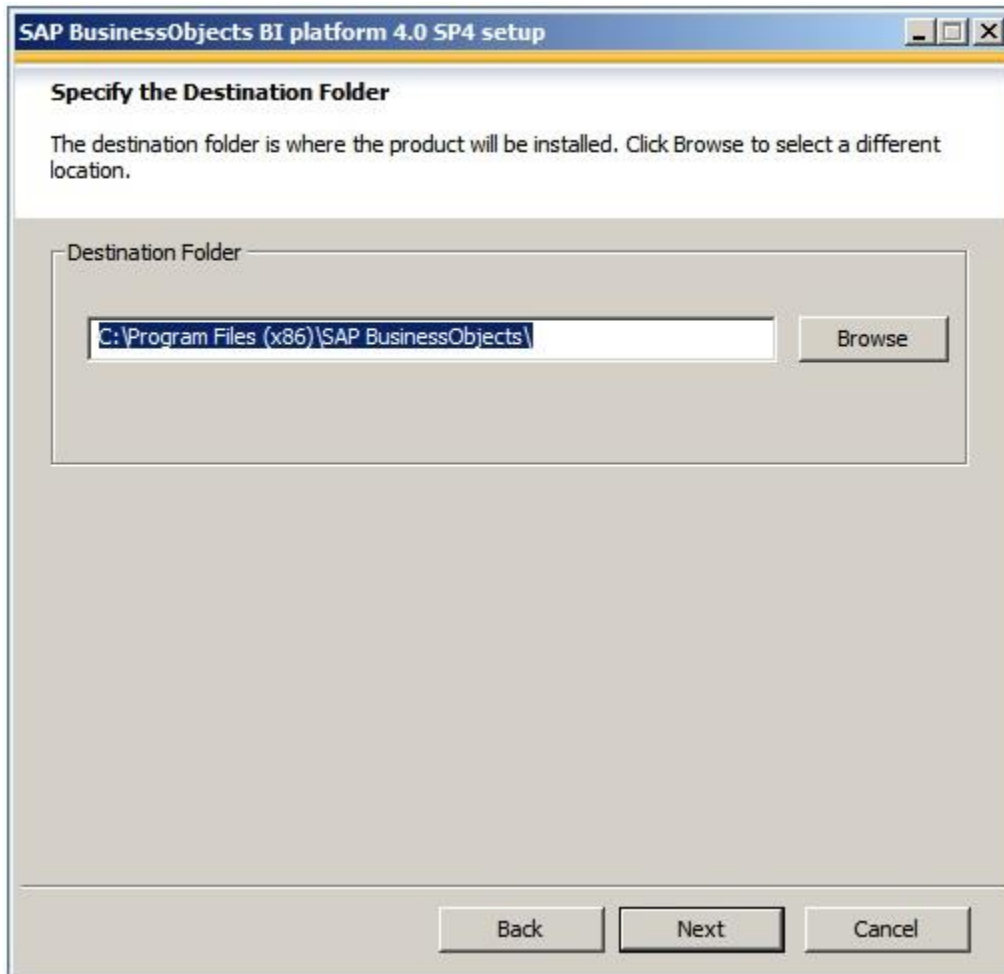 SAP BusinessObjects BI platform 4.0 SP4 setup
Specify the Destination Folder
The destination folder is where the product will be installed. Click Browse to select a different
location.
Destination Folder
C:\Program Files (x86)\SAP BusinessObjects\
Browse
Back
Next
Cancel